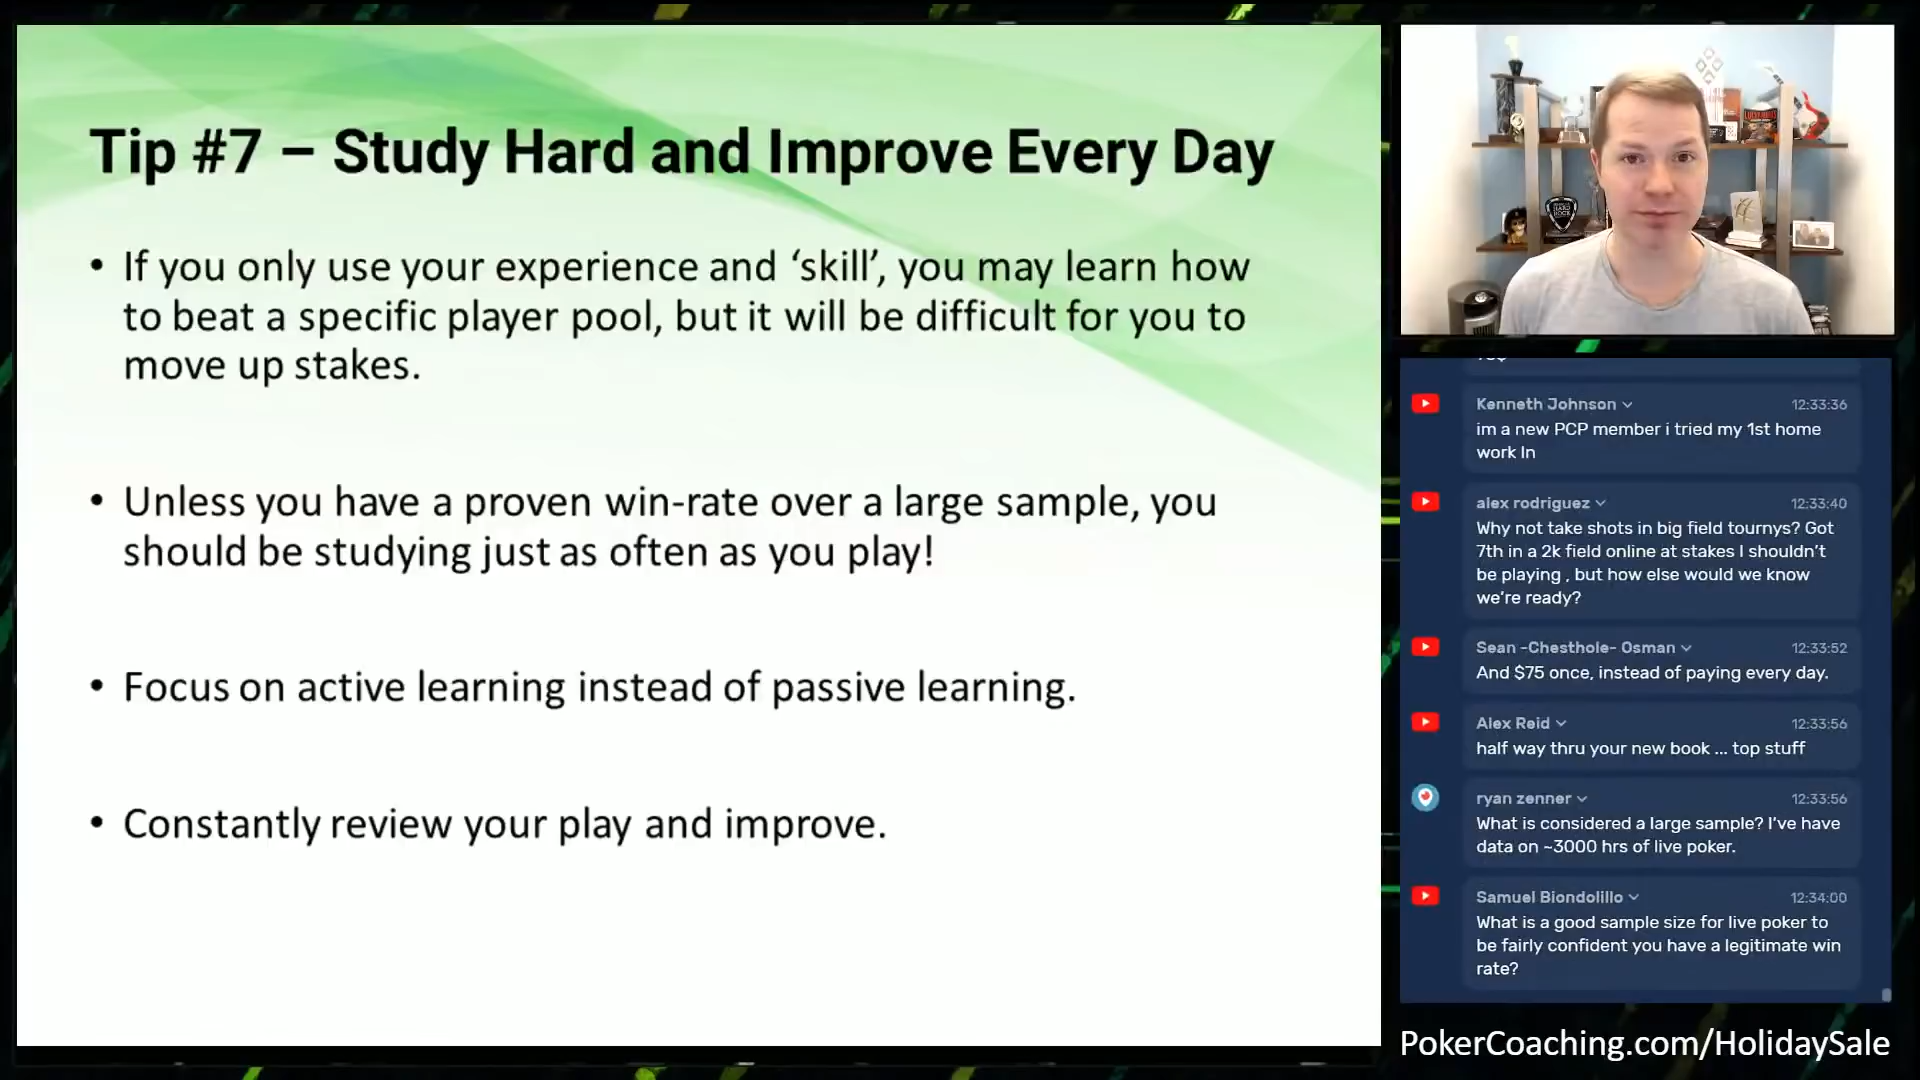 Tip #7 – Study Hard and Improve Every Day
• If you only use your experience and ‘skill’, you may learn how
to beat a specific player pool, but it will be difficult for you to
move up stakes.
• Unless you have a proven win-rate over a large sample, you
should be studying just as often as you play!
• Focus on active learning instead of passive learning.
• Constantly review your play and improve.
Kenneth Johnson 12:33:36
im a new PCP member i tried my 1st home
work ln
alex rodriguez 12:33:40
Why not take shots in big field tournys? Got
7th in a 2k field online at stakes I shouldn’t
be playing , but how else would we know
we’re ready?
Sean -Chesthole- Osman 12:33:52
And $75 once, instead of paying every day.
Alex Reid 12:33:56
half way thru your new book ... top stuff
ryan zenner 12:33:56
What is considered a large sample? I’ve have
data on ~3000 hrs of live poker.
Samuel Biondolillo 12:34:00
What is a good sample size for live poker to
be fairly confident you have a legitimate win
rate?
PokerCoaching.com/HolidaySale